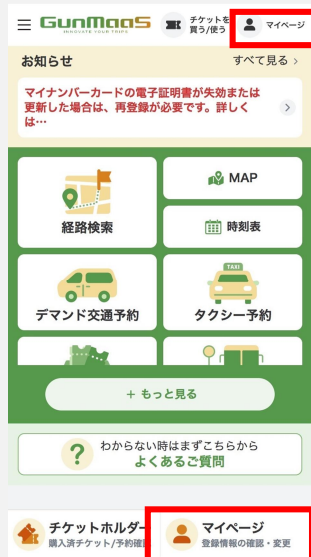 GunMaaS
INNOVATE YOUR TRIPS
チケットを
買う/使う
マイページ
お知らせ
すべて見る >
マイナンバーカードの電子証明書が失効または
更新した場合は、再登録が必要です。詳しく
は…
経路検索
MAP
時刻表
デマンド交通予約
TAXI
タクシー予約
+ もっと見る
?
わからない時はまずこちらから
よくあるご質問
チケットホルダー
購入済チケット/予約確
マイページ
登録情報の確認・変更